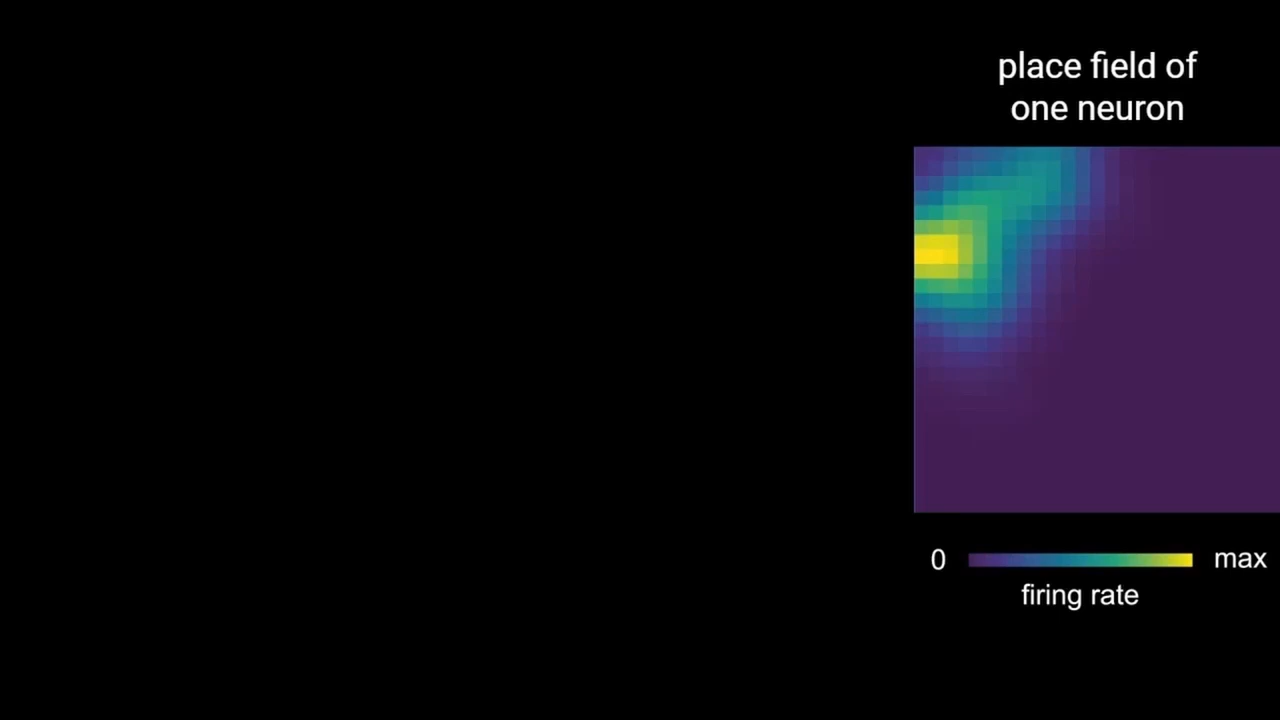 place field of
one neuron
0 max
firing rate